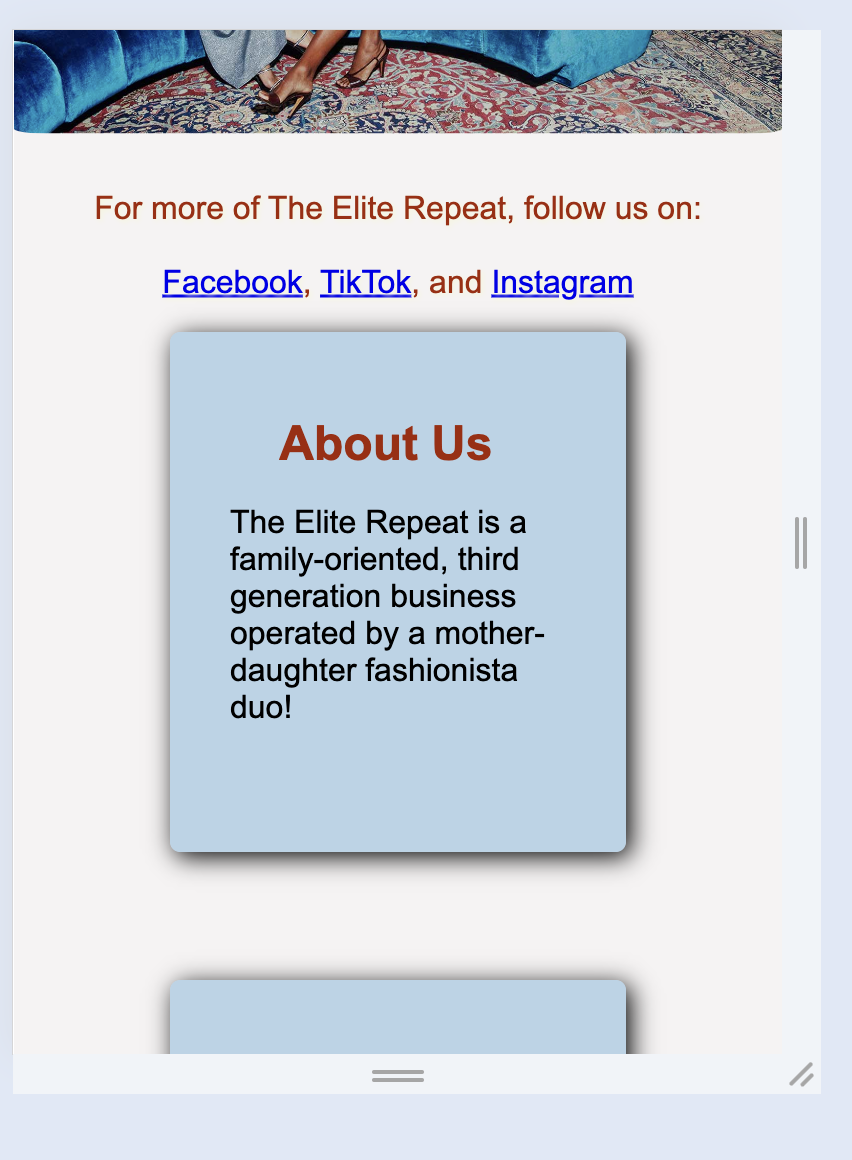 For more of The Elite Repeat, follow us on:
Facebook, TikTok, and Instagram
About Us
The Elite Repeat is a
family-oriented, third
generation business
operated by a mother-
daughter fashionista
duo!